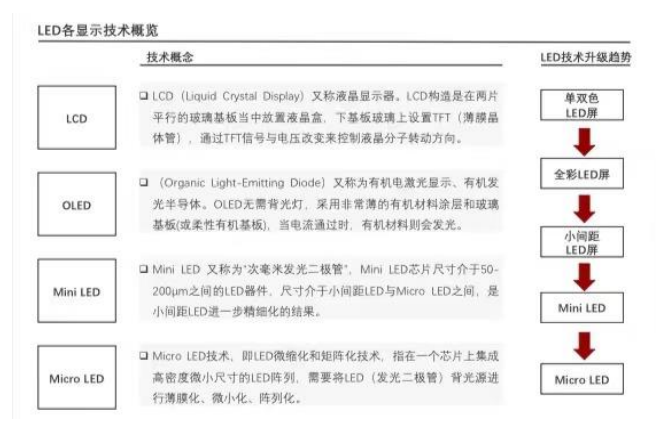 LED各显示技术概览
技术概念
LED技术升级趋势
LCD
☐ LCD（Liquid Crystal Display）又称液晶显示器。LCD构造是在两片
平行的玻璃基板当中放置液晶盒，下基板玻璃上设置TFT（薄膜晶
体管），通过TFT信号与电压改变来控制液晶分子转动方向。
OLED
☐ （Organic Light-Emitting Diode）又称为有机电激光显示、有机发
光半导体。OLED无需背光灯，采用非常薄的有机材料涂层和玻璃
基板(或柔性有机基板)，当电流通过时，有机材料则会发光。
Mini LED
☐ Mini LED 又称为“次毫米发光二极管”，Mini LED芯片尺寸介于50-
200μm之间的LED器件，尺寸介于小间距LED与Micro LED之间，是
小间距LED进一步精细化的结果。
Micro LED
☐ Micro LED技术，即LED微缩化和矩阵化技术，指在一个芯片上集成
高密度微小尺寸的LED阵列，需要将LED（发光二极管）背光源进
行薄膜化、微小化、阵列化。
单双色
LED屏
全彩LED屏
小间距
LED屏
Mini LED
Micro LED